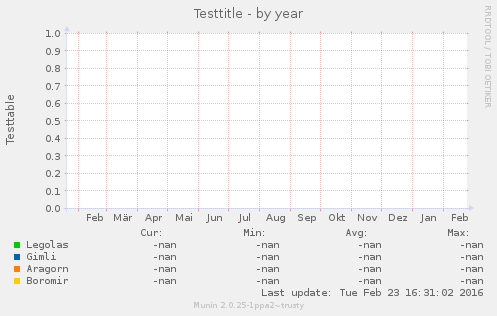 Testtitle - by year
RRDTOOL / TOBI OETIKER
Testtable
1.0
0.9
0.8
0.7
0.6
0.5
0.4
0.3
0.2
0.1
0.0
Feb Mär Apr Mai Jun Jul Aug Sep Okt Nov Dez Jan Feb
Cur: Min: Avg: Max:
Legolas -nan -nan -nan -nan
Gimli -nan -nan -nan -nan
Aragorn -nan -nan -nan -nan
Boromir -nan -nan -nan -nan
Last update: Tue Feb 23 16:31:02 2016
Munin 2.0.25-1ppa2~trusty